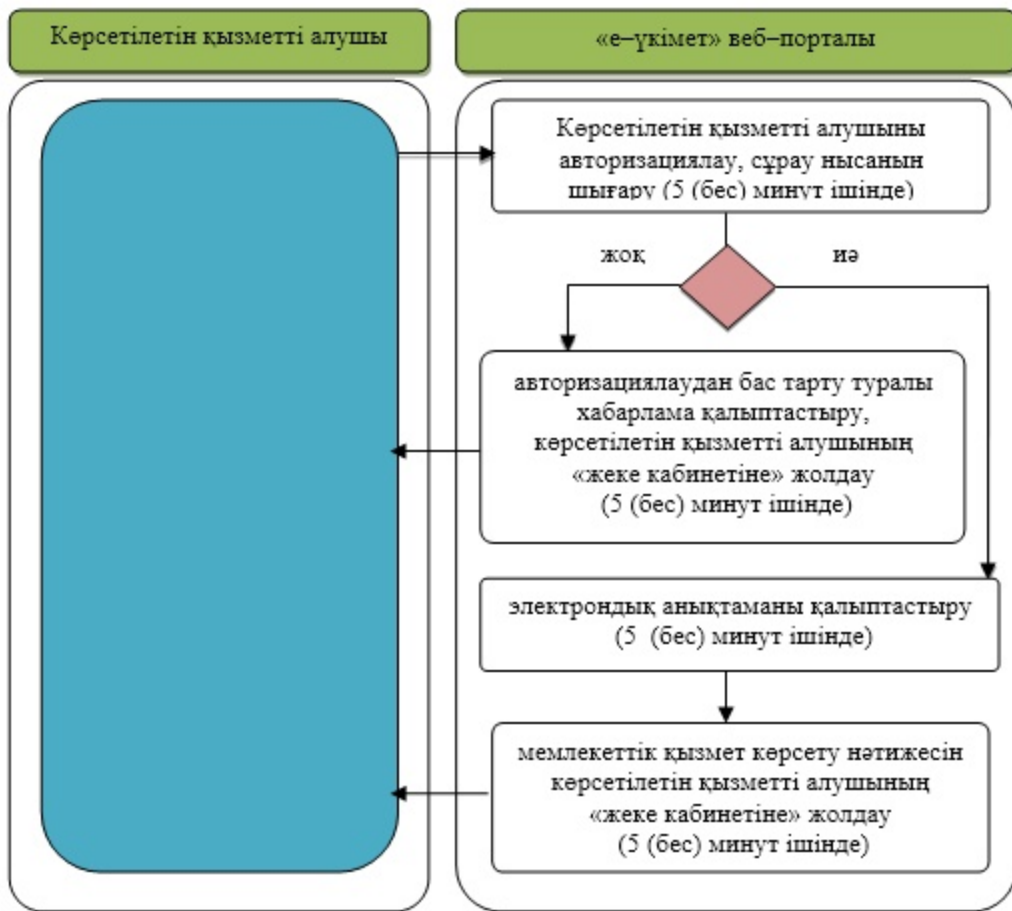 Көрсетілетін қызметті алушы
«е–үкімет» веб–порталы
Көрсетілетін қызметті алушыны
авторизациялау, сұрау нысанын
шығару (5 (бес) минут ішінде)
жоқ
иә
авторизациялаудан бас тарту туралы
хабарлама қалыптастыру,
көрсетілетін қызметті алушының
«жеке кабинетіне» жолдау
(5 (бес) минут ішінде)
электрондық анықтаманы қалыптастыру
(5 (бес) минут ішінде)
мемлекеттік қызмет көрсету нәтижесін
көрсетілетін қызметті алушының
«жеке кабинетіне» жолдау
(5 (бес) минут ішінде)